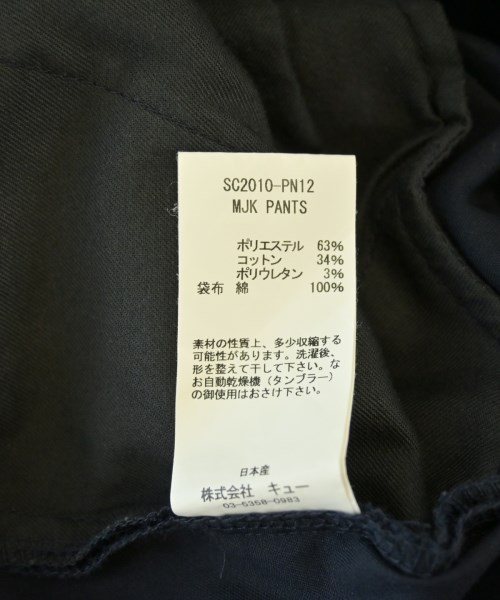 SC2010-PN12
MJK PANTS
ポリエステル 63%
コットン 34%
ポリウレタン 3%
袋布 綿 100%
素材の性質上、多少収縮する
可能性があります。洗濯後、
形を整えて干して下さい。な
お自動乾燥機（タンブラー）
の御使用はおさけ下さい。
日本産
株式会社 キュー
03-6358-0983